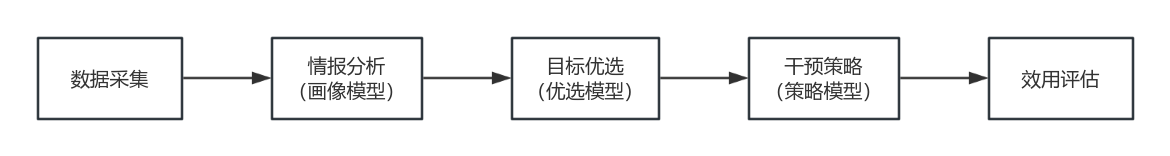 数据采集
情报分析
（画像模型）
目标优选
（优选模型）
干预策略
（策略模型）
效用评估